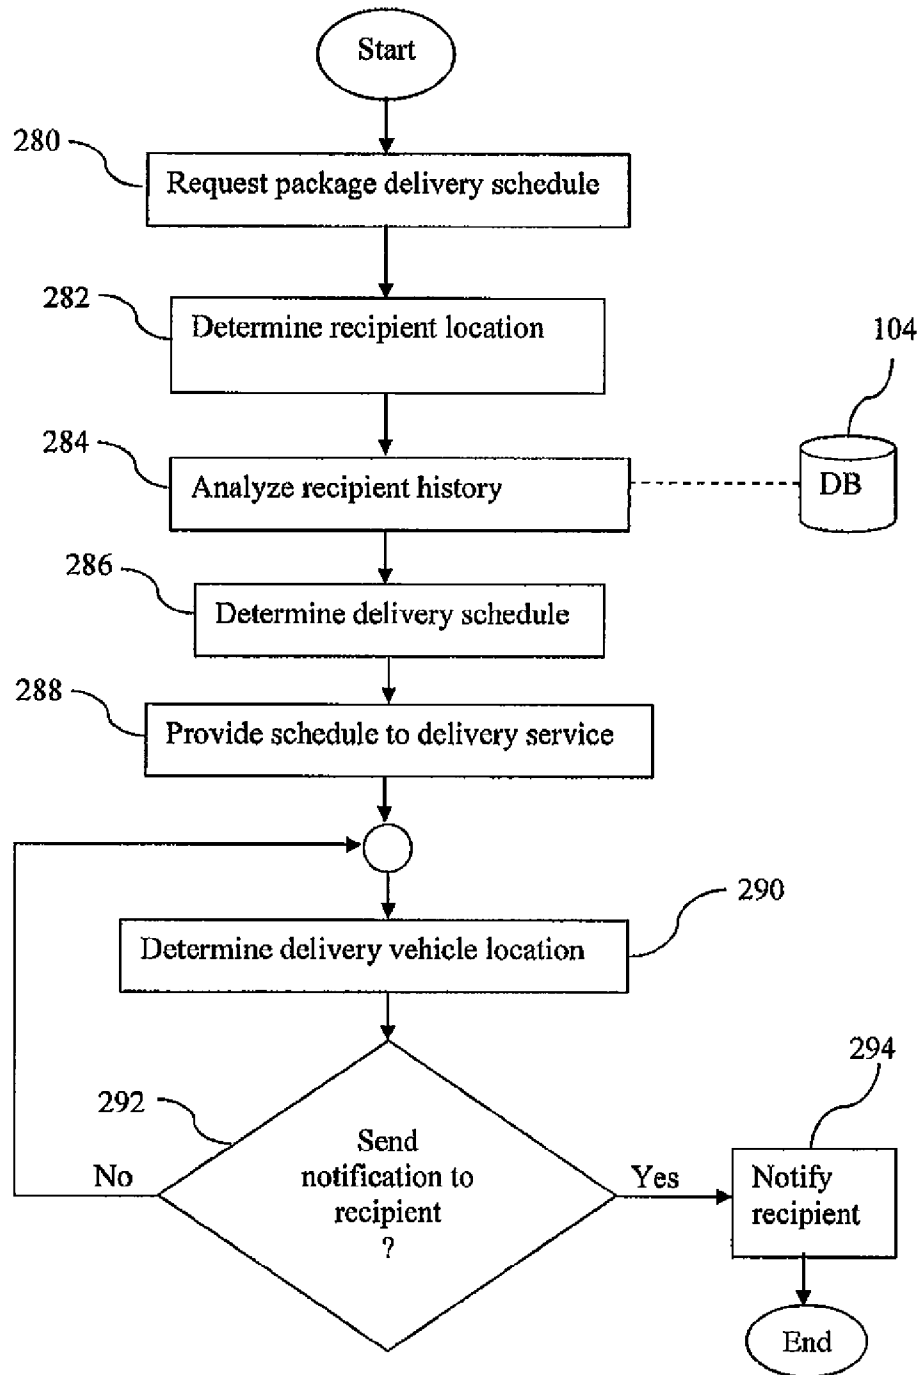 Start
280
Request package delivery schedule
282
Determine recipient location
104
284
Analyze recipient history
DB
286
Determine delivery schedule
288
Provide schedule to delivery service
290
Determine delivery vehicle location
294
292
Send
notification to
recipient
?
No
Yes
Notify
recipient
End